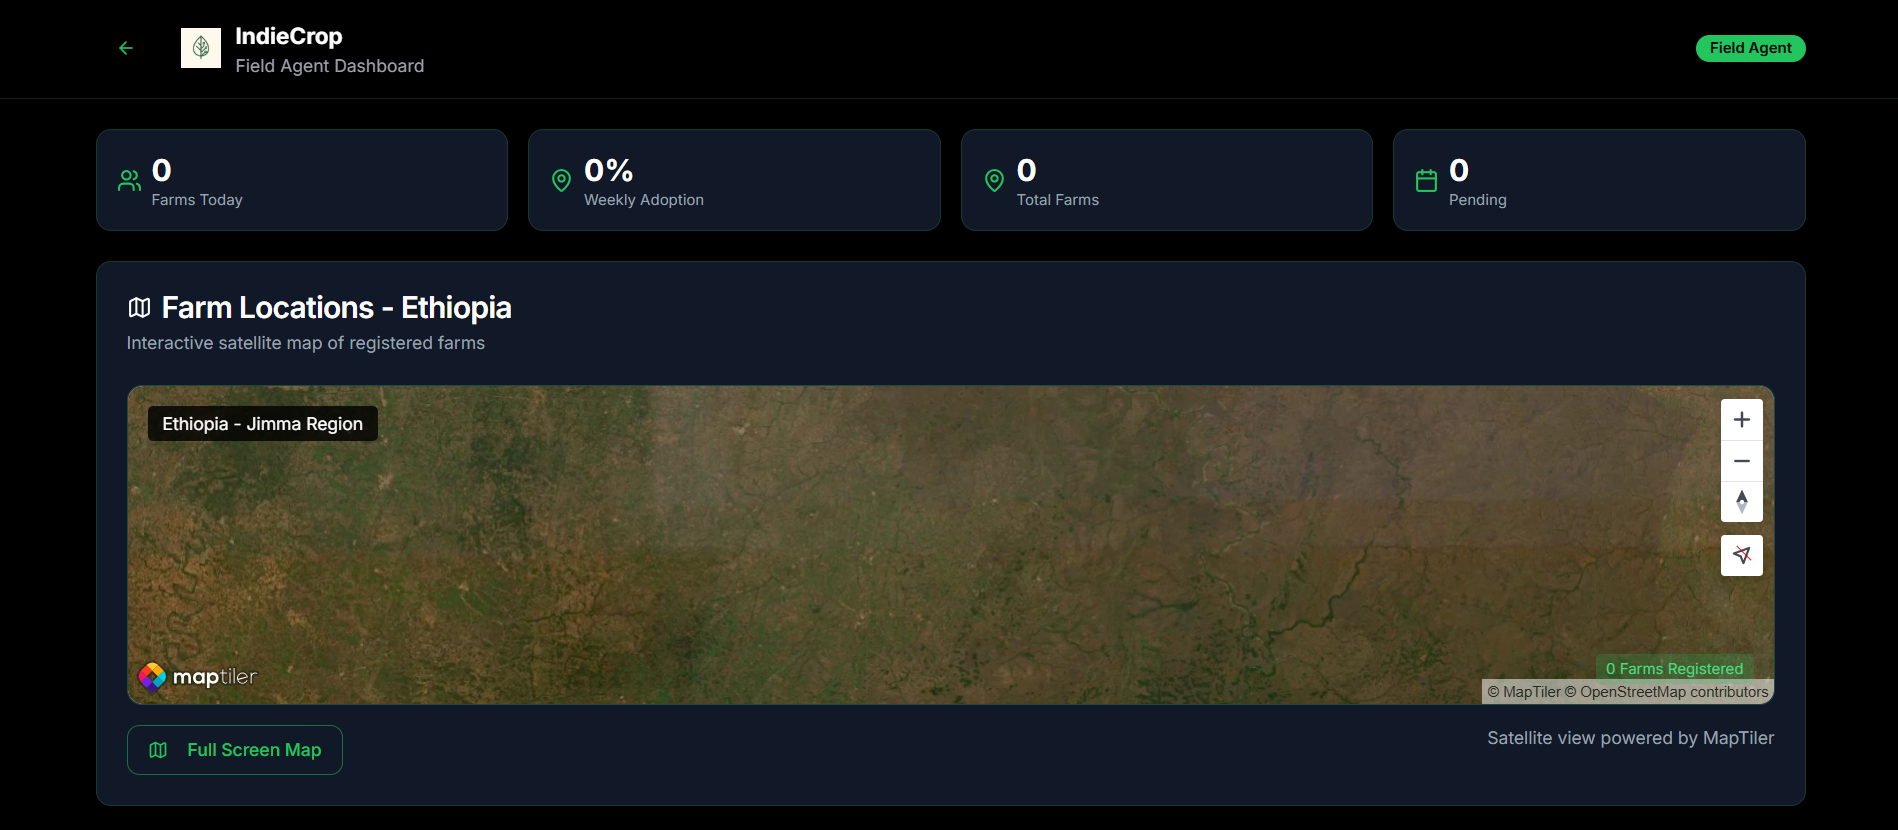 IndieCrop
Field Agent Dashboard
Field Agent
0
Farms Today
0%
Weekly Adoption
0
Total Farms
0
Pending
Farm Locations - Ethiopia
Interactive satellite map of registered farms
Ethiopia - Jimma Region
maptiler
0 Farms Registered
© MapTiler © OpenStreetMap contributors
Full Screen Map
Satellite view powered by MapTiler